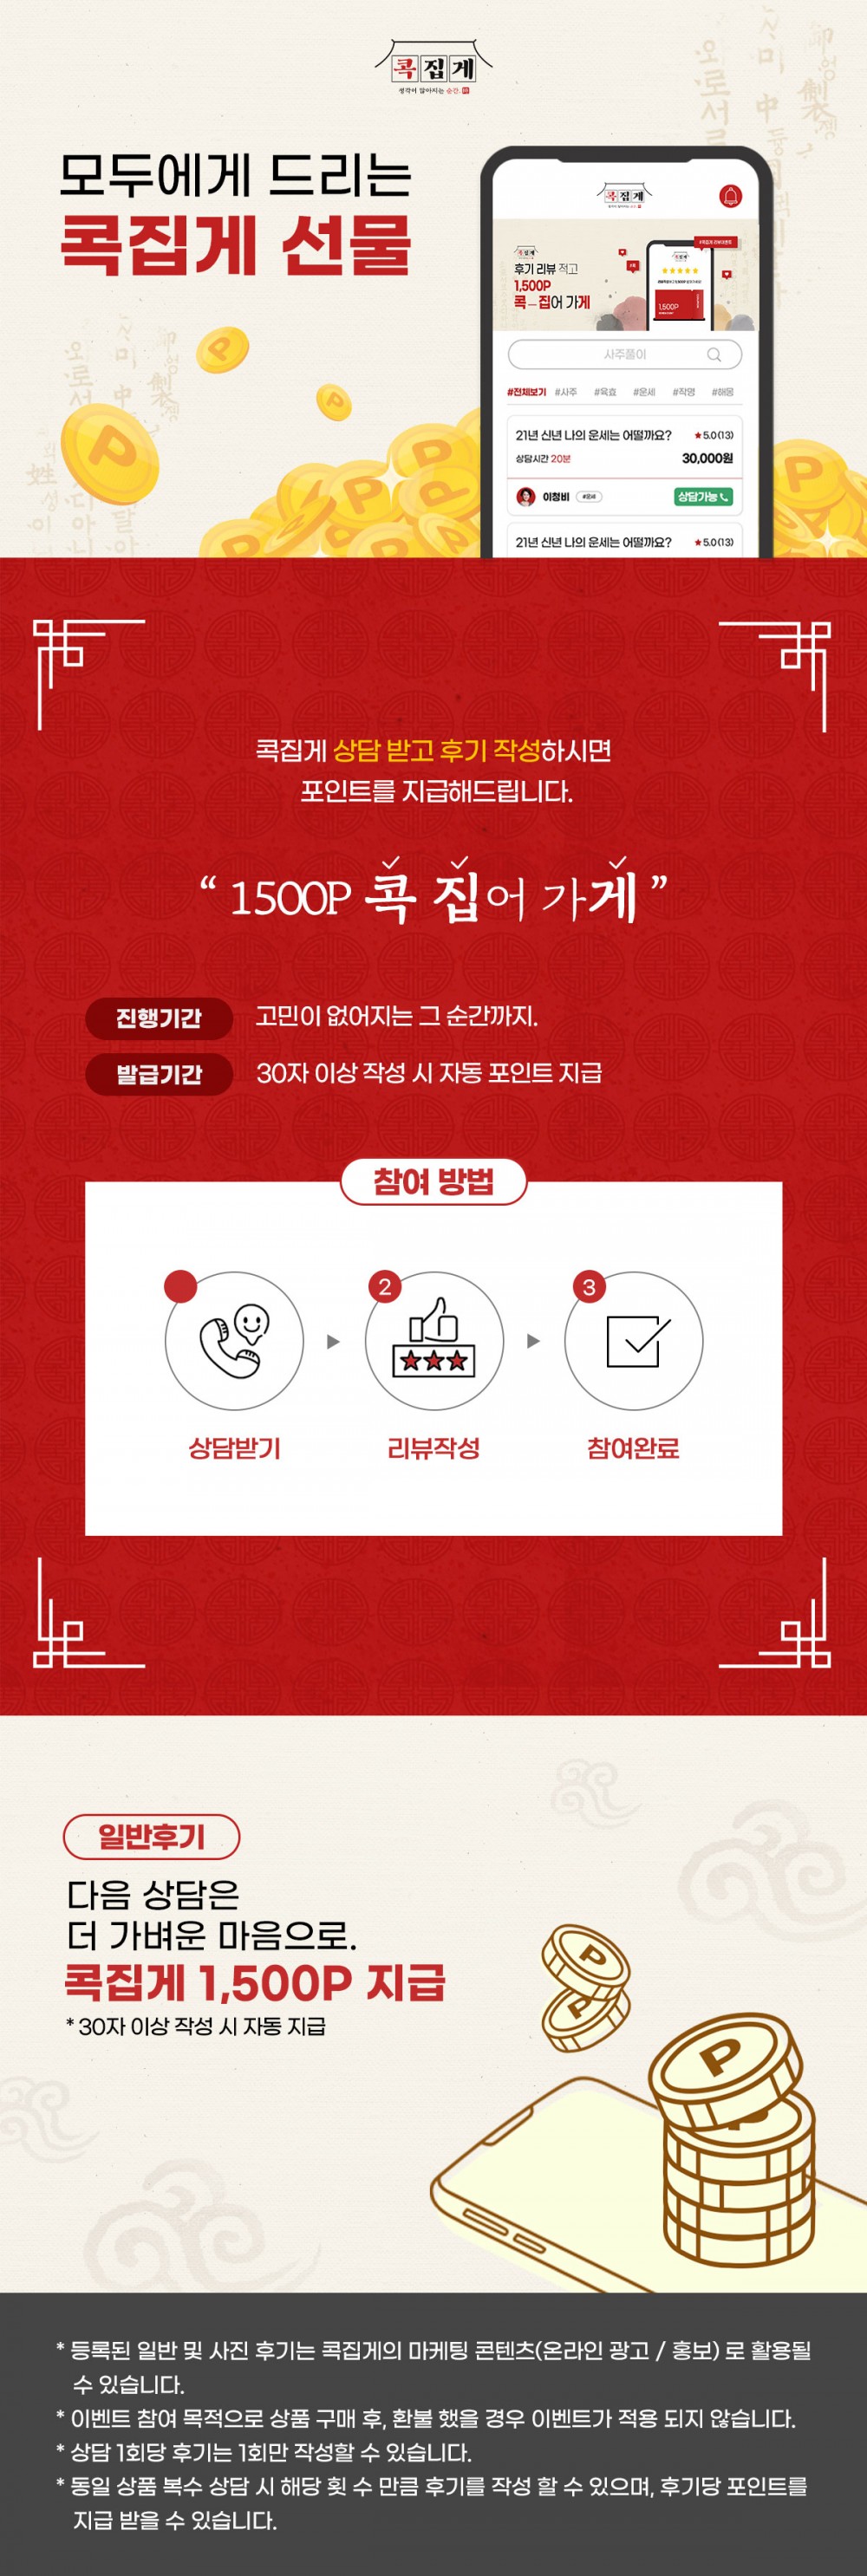 콕집게
생각이 많아지는 순간.
모두에게 드리는
콕집게 선물
콕집게
콕집게
후기 리뷰 적고
1,500P
콕 – 집어 가게
1,500P
사주풀이
#전체보기 #사주 #육효 #운세 #작명 #해몽
21년 신년 나의 운세는 어떨까요? ★5.0(13)
상담시간 20분 30,000원
이청비 #운세 상담가능
21년 신년 나의 운세는 어떨까요? ★5.0(13)
콕집게 상담 받고 후기 작성하시면
포인트를 지급해드립니다.
“ 1500P 콕 집어 가게 ”
진행기간 고민이 없어지는 그 순간까지.
발급기간 30자 이상 작성 시 자동 포인트 지급
참여 방법
2
3
상담받기
리뷰작성
참여완료
일반후기
다음 상담은
더 가벼운 마음으로.
콕집게 1,500P 지급
* 30자 이상 작성 시 자동 지급
* 등록된 일반 및 사진 후기는 콕집게의 마케팅 콘텐츠(온라인 광고 / 홍보) 로 활용될
수 있습니다.
* 이벤트 참여 목적으로 상품 구매 후, 환불 했을 경우 이벤트가 적용 되지 않습니다.
* 상담 1회당 후기는 1회만 작성할 수 있습니다.
* 동일 상품 복수 상담 시 해당 횟 수 만큼 후기를 작성 할 수 있으며, 후기당 포인트를
지급 받을 수 있습니다.